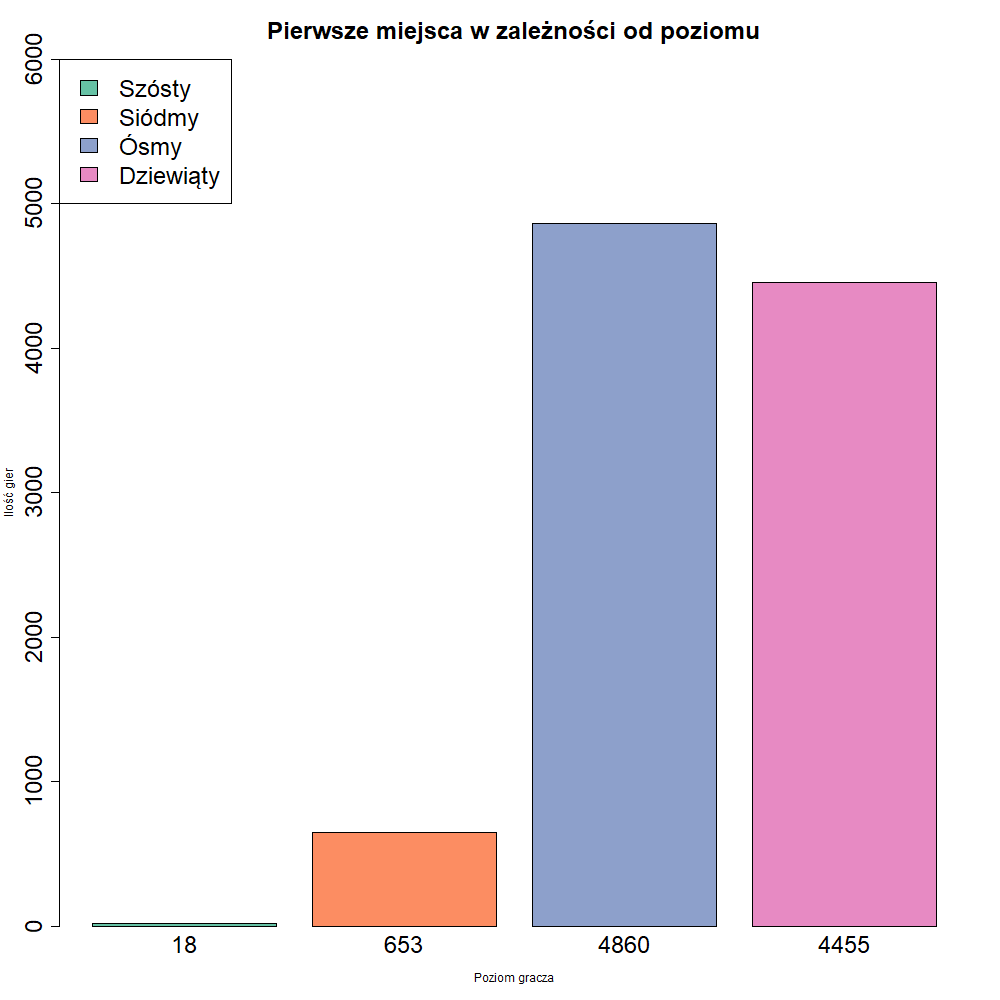 Pierwsze miejsca w zależności od poziomu
Szósty
Siódmy
Ósmy
Dziewiąty
6000
5000
4000
3000
2000
1000
0
Ilość gier
18 653 4860 4455
Poziom gracza